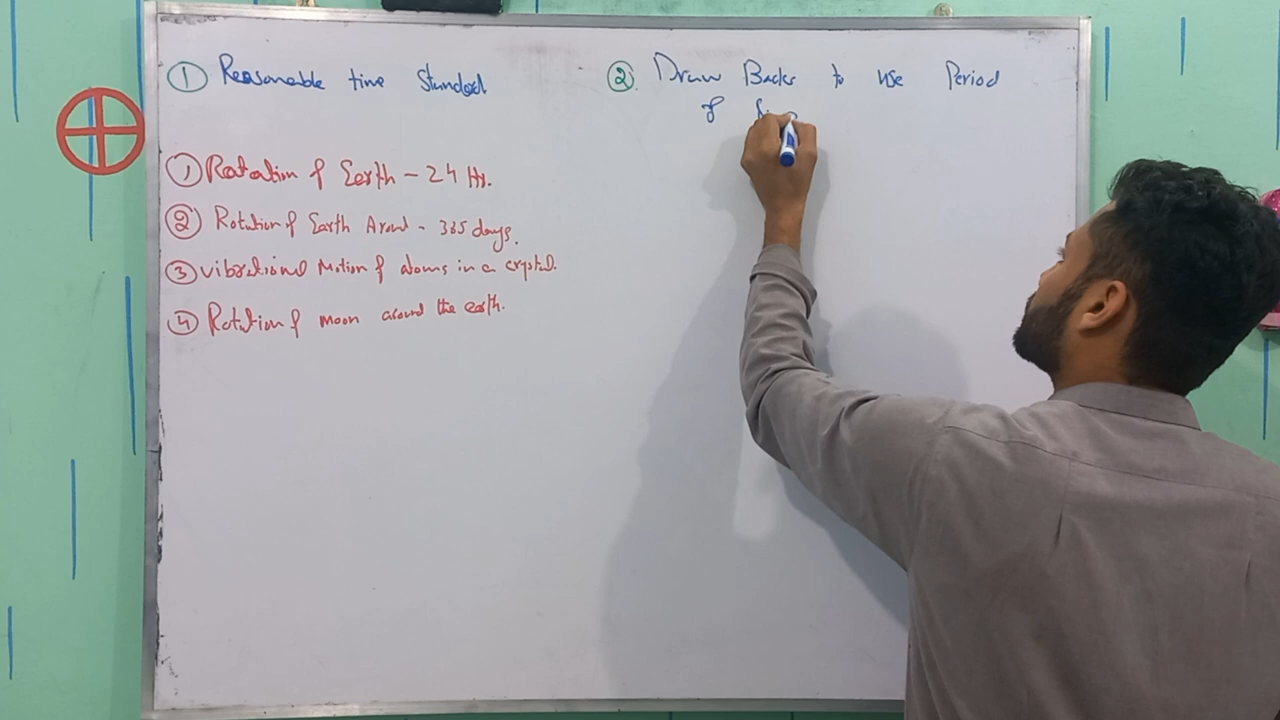 ① Reasonable time Standard
① Rotation of Earth - 24 Hr.
② Rotation of Earth Around - 365 days.
③ vibrational Motion of atoms in a crystal.
④ Rotation of moon around the earth.
②. Draw Backs to use Period
of